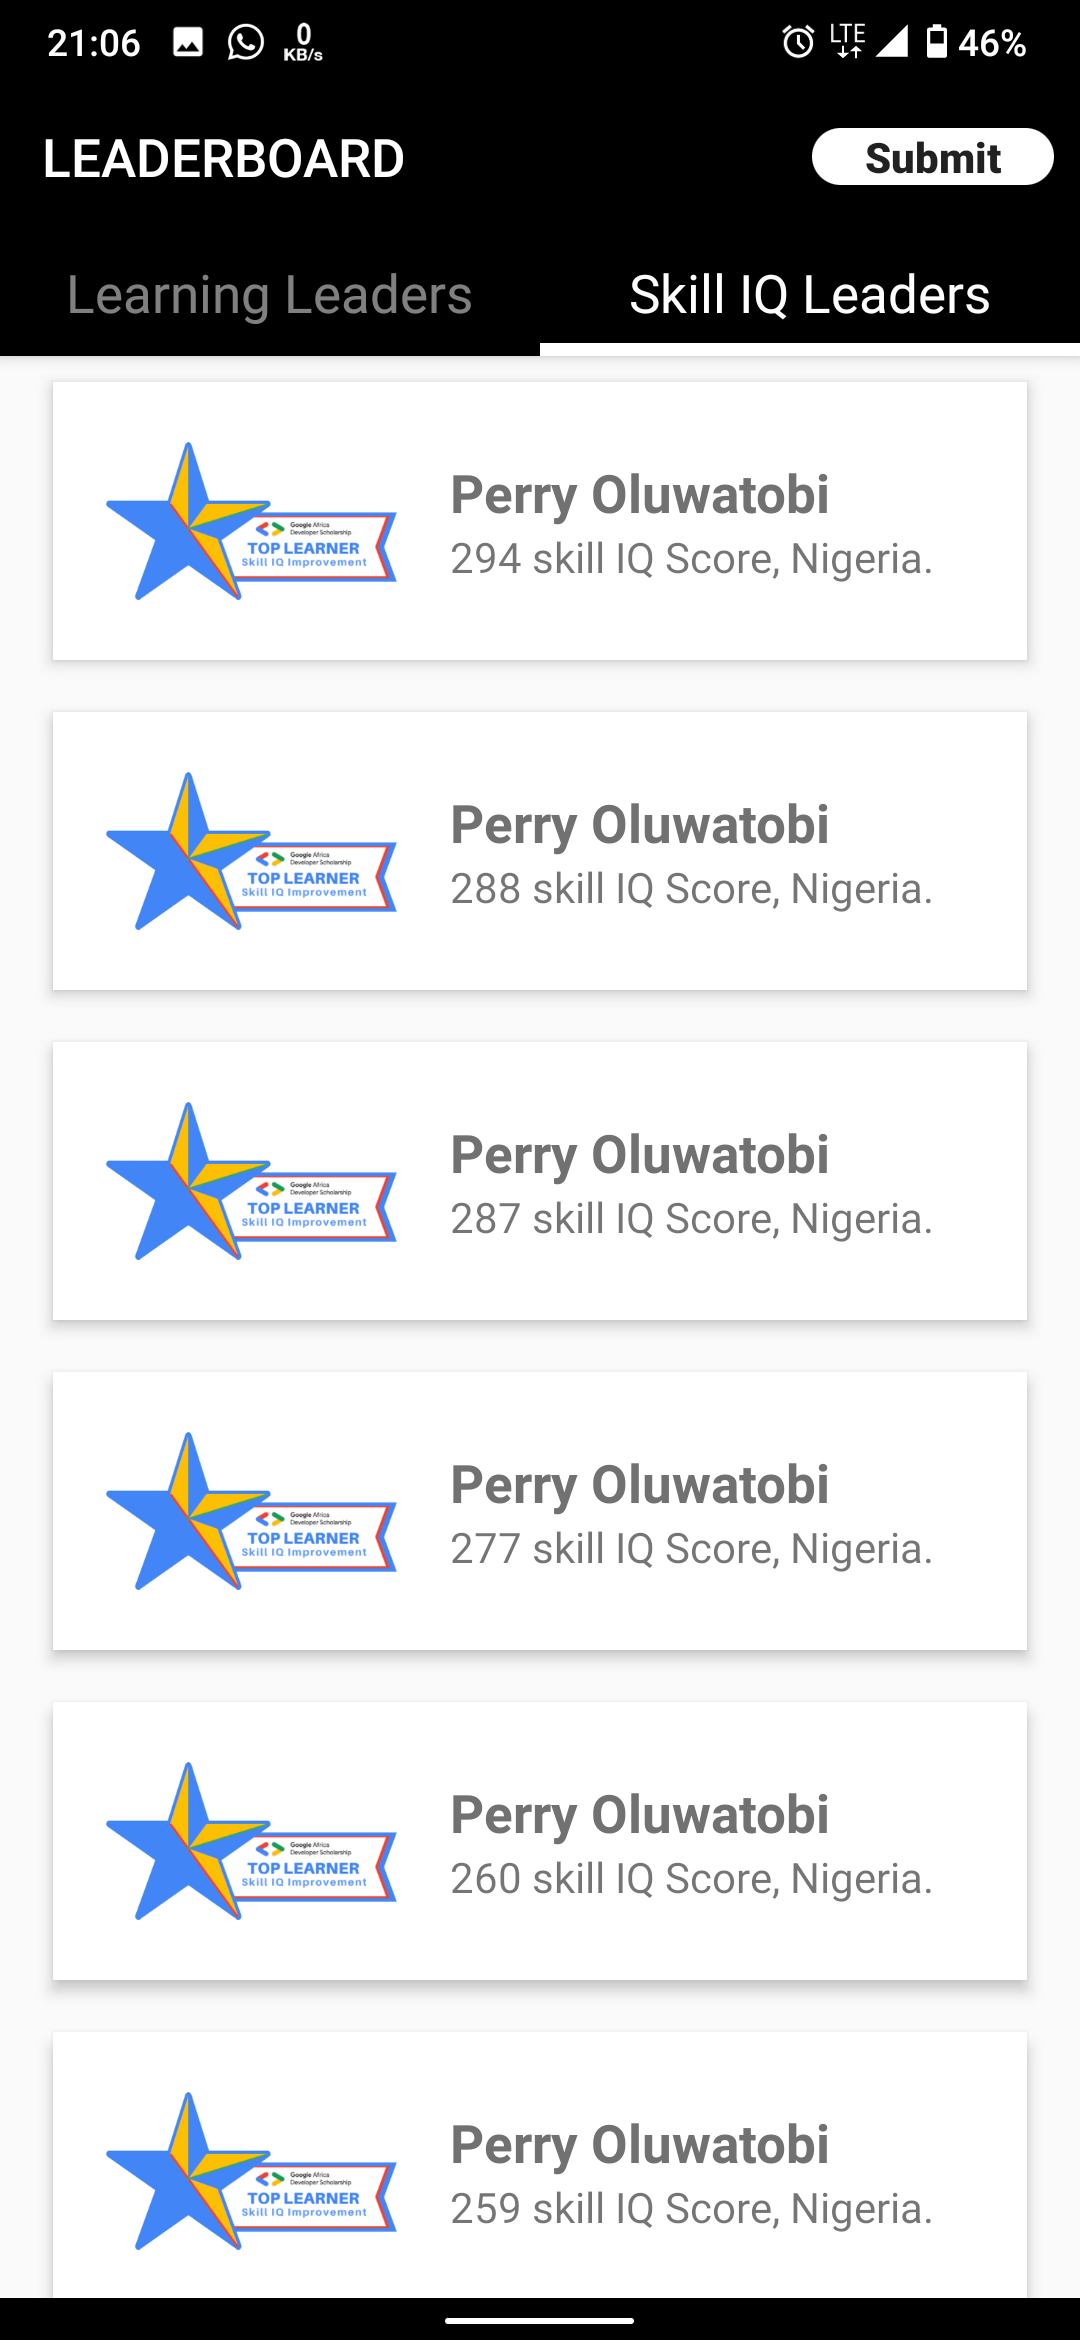 21:06
0
KB/s
LTE
46%
LEADERBOARD
Submit
Learning Leaders
Skill IQ Leaders
Google Africa
Developer Scholarship
TOP LEARNER
Skill IQ Improvement
Perry Oluwatobi
294 skill IQ Score, Nigeria.
Google Africa
Developer Scholarship
TOP LEARNER
Skill IQ Improvement
Perry Oluwatobi
288 skill IQ Score, Nigeria.
Google Africa
Developer Scholarship
TOP LEARNER
Skill IQ Improvement
Perry Oluwatobi
287 skill IQ Score, Nigeria.
Google Africa
Developer Scholarship
TOP LEARNER
Skill IQ Improvement
Perry Oluwatobi
277 skill IQ Score, Nigeria.
Google Africa
Developer Scholarship
TOP LEARNER
Skill IQ Improvement
Perry Oluwatobi
260 skill IQ Score, Nigeria.
Google Africa
Developer Scholarship
TOP LEARNER
Skill IQ Improvement
Perry Oluwatobi
259 skill IQ Score, Nigeria.